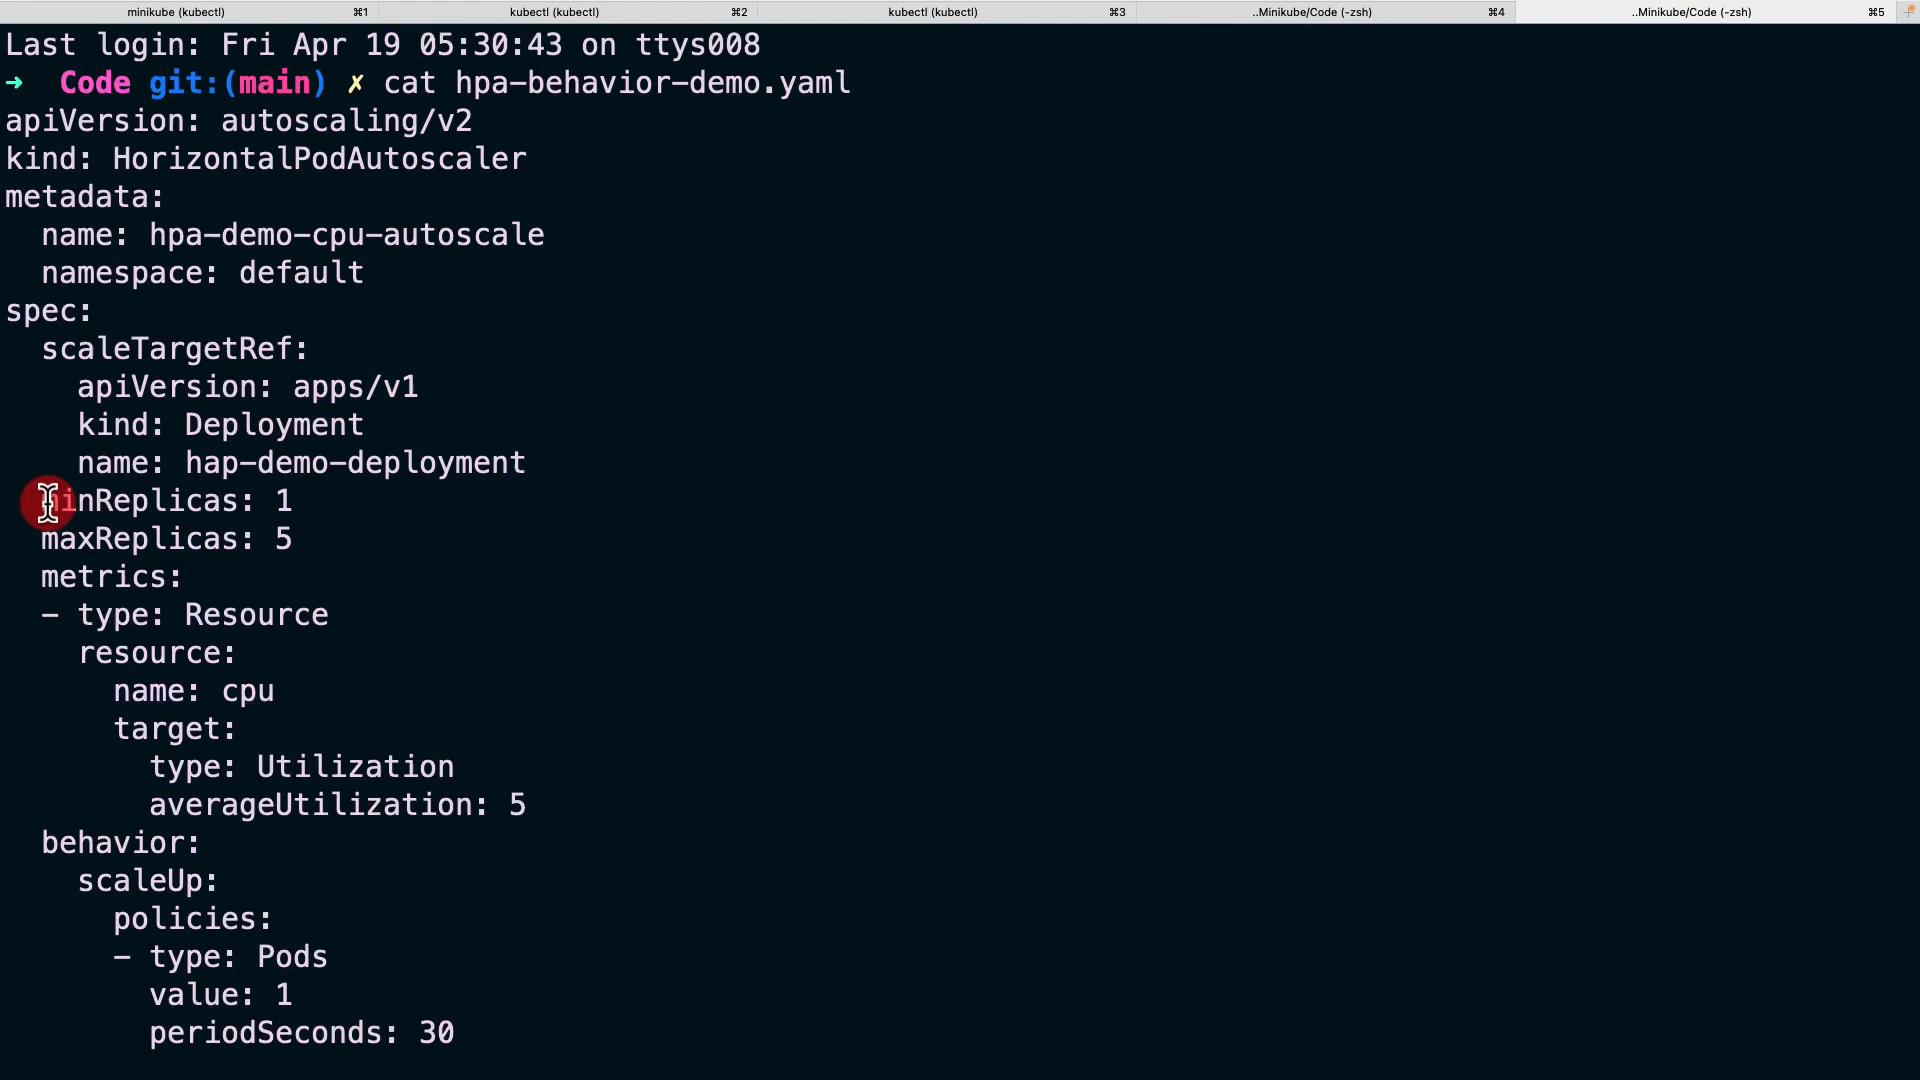 minikube (kubectl) ⌘1 kubectl (kubectl) ⌘2 kubectl (kubectl) ⌘3 ..Minikube/Code (-zsh) ⌘4 ..Minikube/Code (-zsh) ⌘5
Last login: Fri Apr 19 05:30:43 on ttys008
➜  Code git:(main) ✗ cat hpa-behavior-demo.yaml
apiVersion: autoscaling/v2
kind: HorizontalPodAutoscaler
metadata:
  name: hpa-demo-cpu-autoscale
  namespace: default
spec:
  scaleTargetRef:
    apiVersion: apps/v1
    kind: Deployment
    name: hap-demo-deployment
  minReplicas: 1
  maxReplicas: 5
  metrics:
  - type: Resource
    resource:
      name: cpu
      target:
        type: Utilization
        averageUtilization: 5
  behavior:
    scaleUp:
      policies:
      - type: Pods
        value: 1
        periodSeconds: 30